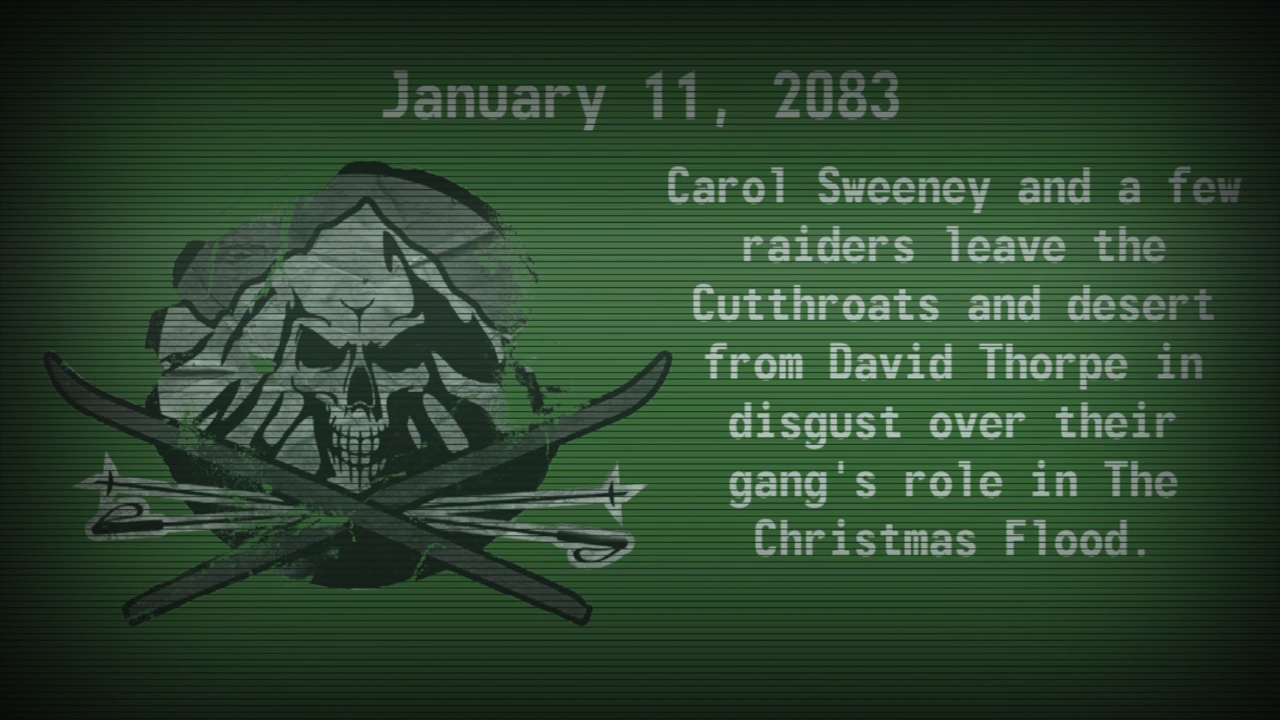 January 11, 2083
Carol Sweeney and a few
raiders leave the
Cutthroats and desert
from David Thorpe in
disgust over their
gang's role in The
Christmas Flood.